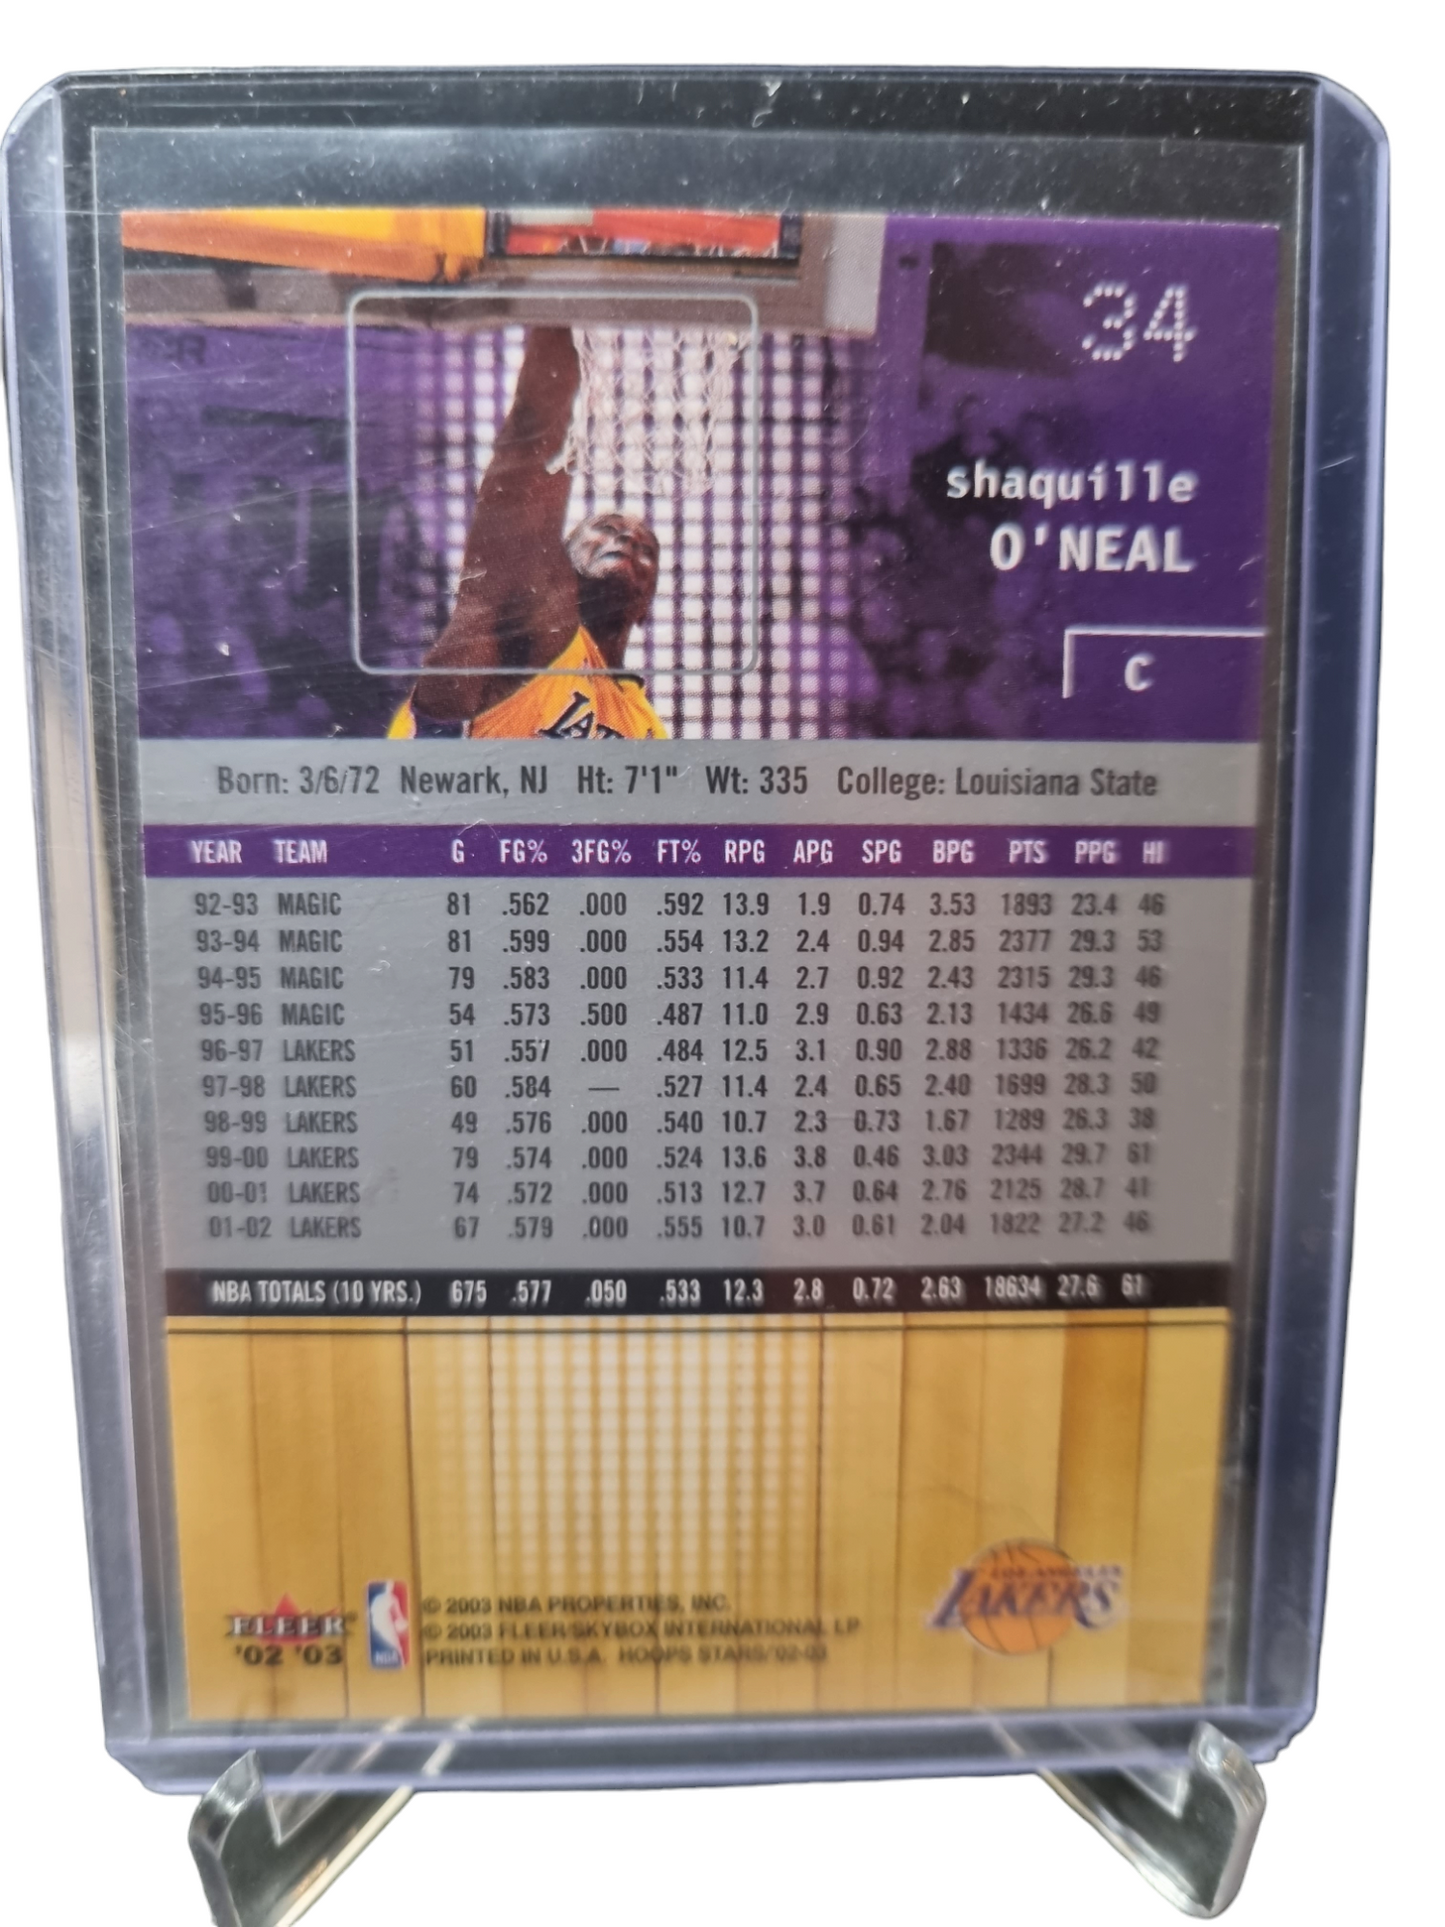 34
shaquille
O'NEAL
C
LA
Born: 3/6/72 Newark, NJ Ht: 7'1" Wt: 335 College: Louisiana State
YEAR TEAM G FG% 3FG% FT% RPG APG SPG BPG PTS PPG HI
92-93 MAGIC 81 .562 .000 .592 13.9 1.9 0.74 3.53 1893 23.4 46
93-94 MAGIC 81 .599 .000 .554 13.2 2.4 0.94 2.85 2377 29.3 53
94-95 MAGIC 79 .583 .000 .533 11.4 2.7 0.92 2.43 2315 29.3 46
95-96 MAGIC 54 .573 .500 .487 11.0 2.9 0.63 2.13 1434 26.6 49
96-97 LAKERS 51 .557 .000 .484 12.5 3.1 0.90 2.88 1336 26.2 42
97-98 LAKERS 60 .584 — .527 11.4 2.4 0.65 2.40 1699 28.3 50
98-99 LAKERS 49 .576 .000 .540 10.7 2.3 0.73 1.67 1289 26.3 38
99-00 LAKERS 79 .574 .000 .524 13.6 3.8 0.46 3.03 2344 29.7 61
00-01 LAKERS 74 .572 .000 .513 12.7 3.7 0.64 2.76 2125 28.7 41
01-02 LAKERS 67 .579 .000 .555 10.7 3.0 0.61 2.04 1822 27.2 46
NBA TOTALS (10 YRS.) 675 .577 .050 .533 12.3 2.8 0.72 2.63 18634 27.6 61
FLEER
'02 '03
NBA
© 2003 NBA PROPERTIES, INC.
© 2003 FLEER/SKYBOX INTERNATIONAL LP
PRINTED IN U.S.A. HOOPS STARS/'02-03
LOS ANGELES
LAKERS